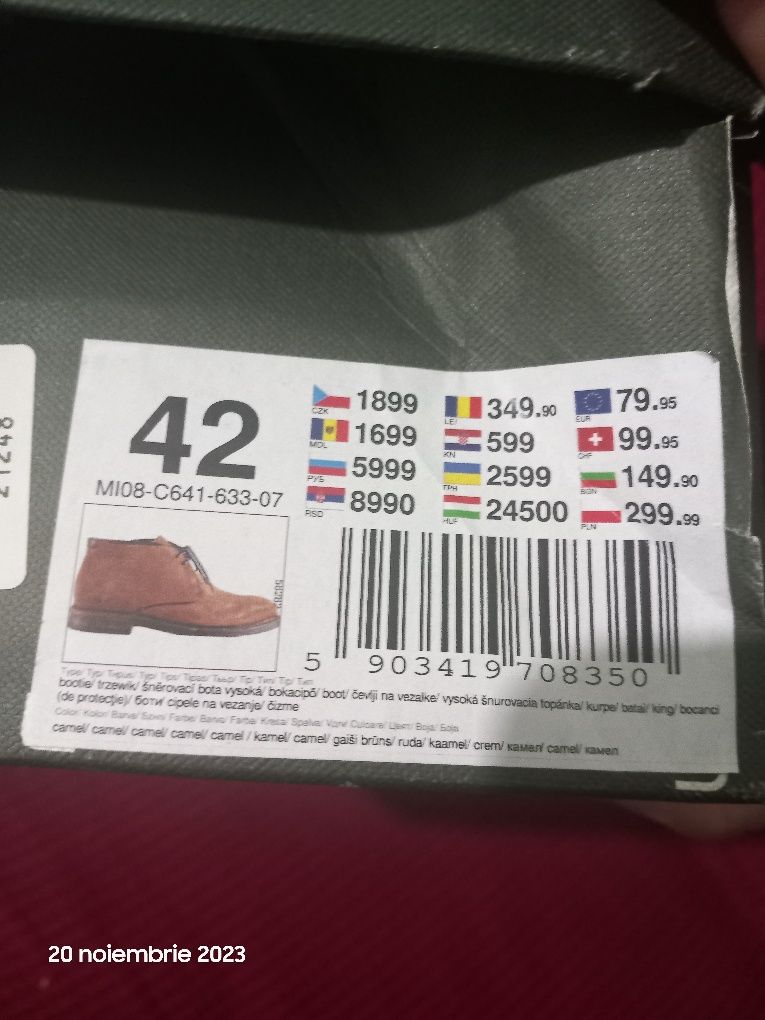 21248
42
MI08-C641-633-07
CZK 1899
MDL 1699
РУБ 5999
RSD 8990
LEI 349.90
KN 599
ГРН 2599
HUF 24500
EUR 79.95
CHF 99.95
BGN 149.90
PLN 299.99
5 903419 708350
bootie/ trzewik/ šněrovací bota vysoká/ bokacipő/ boot/ čevlji na vezalke/ vysoká šnurovacia topánka/ kurpe/ batai/ king/ bocanci
(de protecţie)/ боти/ cipele na vezanje/ čizme
camel/ camel/ camel/ camel/ camel / kamel/ camel/ gaiši brūns/ ruda/ kaamel/ crem/ камел/ camel/ камел
20 noiembrie 2023